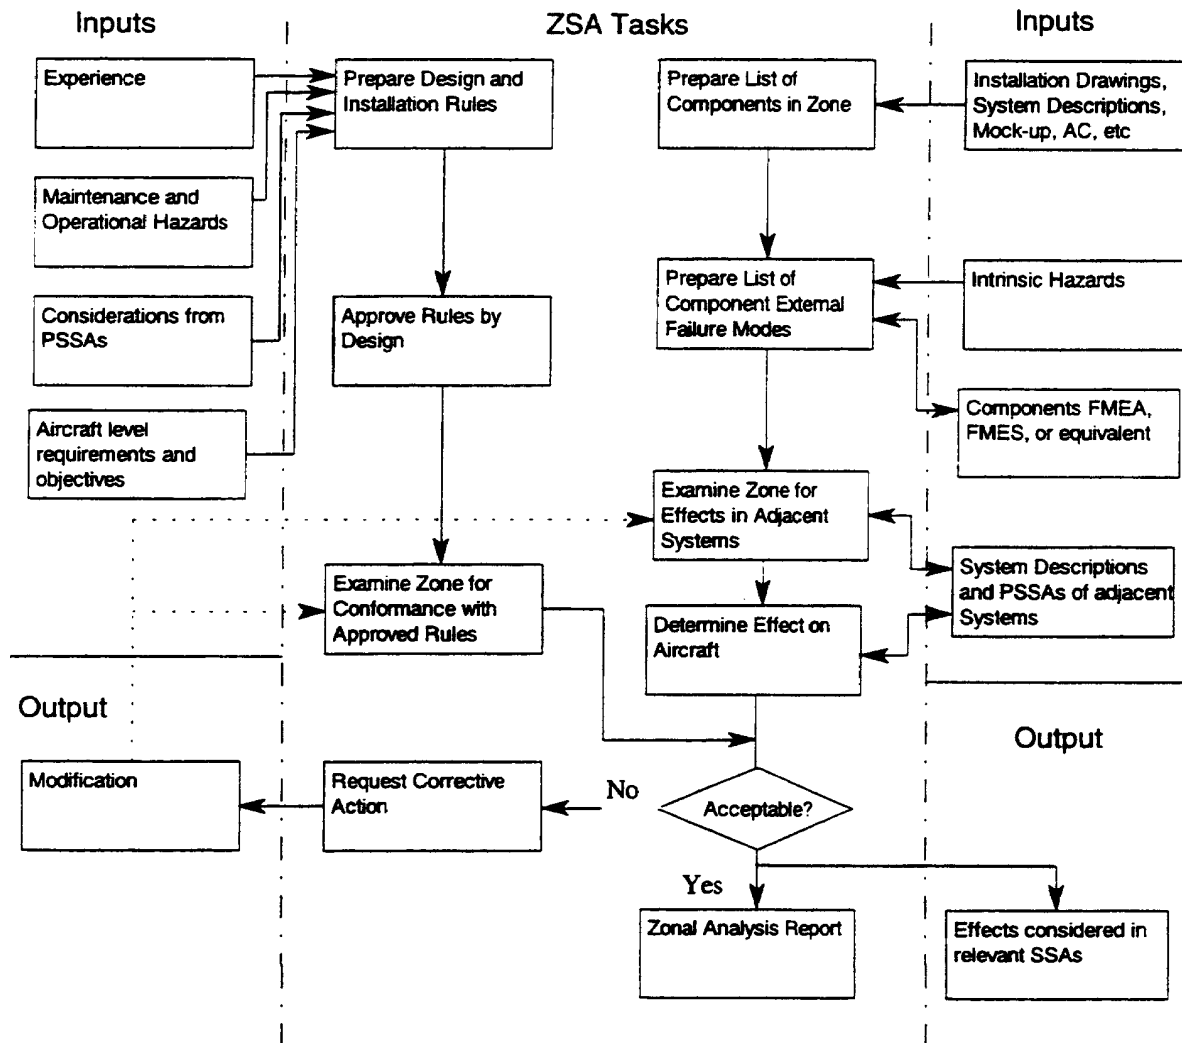 Inputs
ZSA Tasks
Inputs
Experience
Prepare Design and
Installation Rules
Prepare List of
Components in Zone
Installation Drawings,
System Descriptions,
Mock-up, AC, etc
Maintenance and
Operational Hazards
Considerations from
PSSAs
Approve Rules by
Design
Prepare List of
Component External
Failure Modes
Intrinsic Hazards
Components FMEA,
FMES, or equivalent
Aircraft level
requirements and
objectives
Examine Zone for
Effects in Adjacent
Systems
Examine Zone for
Conformance with
Approved Rules
System Descriptions
and PSSAs of adjacent
Systems
Determine Effect on
Aircraft
Output
Output
Modification
Request Corrective
Action
No
Acceptable?
Yes
Zonal Analysis Report
Effects considered in
relevant SSAs